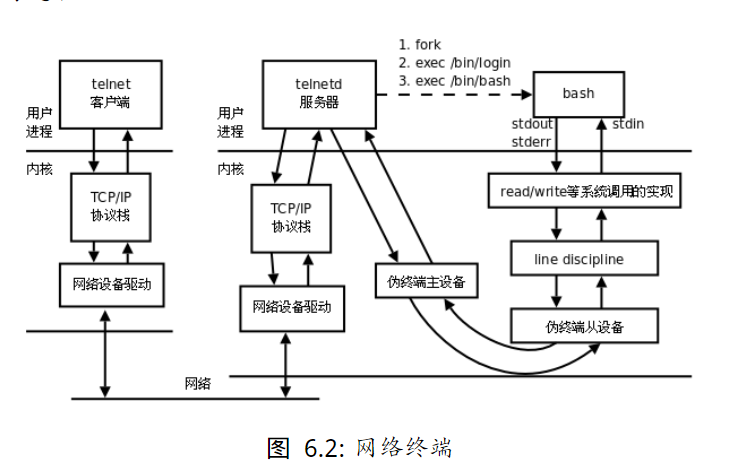 telnet
客户端
用户
进程
内核
TCP/IP
协议栈
网络设备驱动
telnetd
服务器
用户
进程
内核
TCP/IP
协议栈
网络设备驱动
伪终端主设备
1. fork
2. exec /bin/login
3. exec /bin/bash
bash
stdout
stderr
stdin
read/write等系统调用的实现
line discipline
伪终端从设备
网络
图 6.2: 网络终端